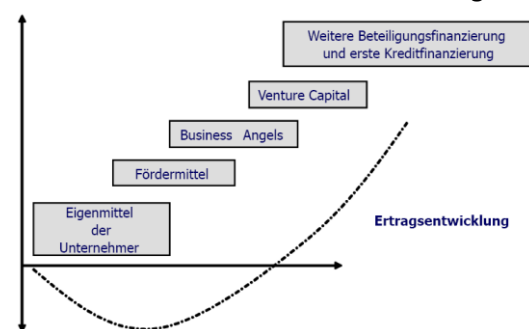 Weitere Beteiligungsfinanzierung
und erste Kreditfinanzierung
Venture Capital
Business Angels
Fördermittel
Eigenmittel
der
Unternehmer
Ertragsentwicklung